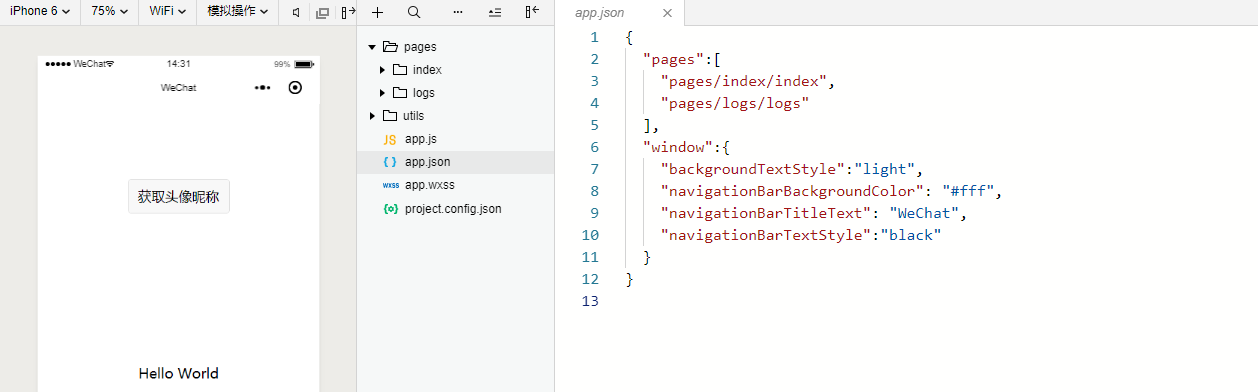 iPhone 6 75% WiFi 模拟操作
WeChat 14:31 99%
WeChat
获取头像昵称
Hello World
pages
index
logs
utils
JS app.js
{ } app.json
wxss app.wxss
{o} project.config.json
app.json
1 {
2 "pages":[
3 "pages/index/index",
4 "pages/logs/logs"
5 ],
6 "window":{
7 "backgroundTextStyle":"light",
8 "navigationBarBackgroundColor": "#fff",
9 "navigationBarTitleText": "WeChat",
10 "navigationBarTextStyle":"black"
11 }
12 }
13